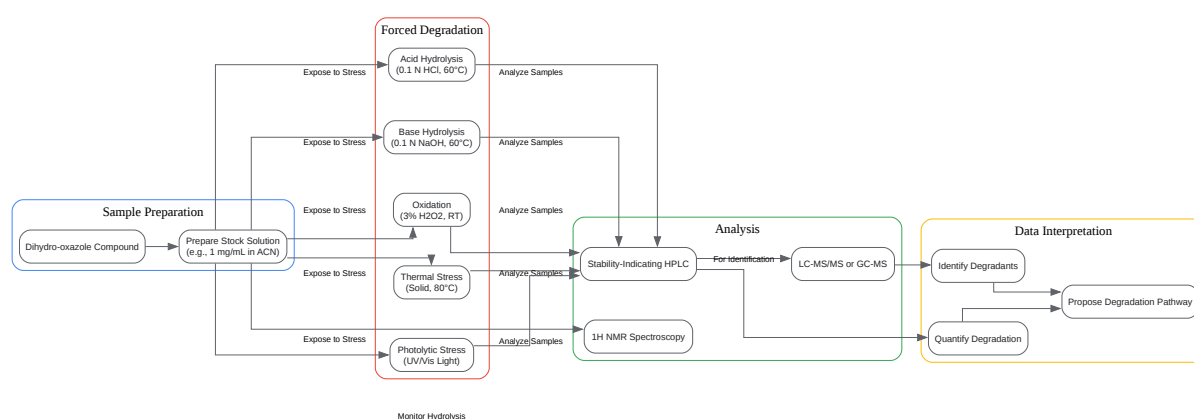 Forced Degradation
Acid Hydrolysis
(0.1 N HCl, 60°C)
Expose to Stress
Analyze Samples
Base Hydrolysis
(0.1 N NaOH, 60°C)
Expose to Stress
Analyze Samples
Sample Preparation
Dihydro-oxazole Compound
Prepare Stock Solution
(e.g., 1 mg/mL in ACN)
Expose to Stress
Oxidation
(3% H2O2, RT)
Analyze Samples
Expose to Stress
Thermal Stress
(Solid, 80°C)
Analyze Samples
Expose to Stress
Photolytic Stress
(UV/Vis Light)
Analyze Samples
Monitor Hydrolysis
Analysis
Stability-Indicating HPLC
For Identification
LC-MS/MS or GC-MS
1H NMR Spectroscopy
Data Interpretation
Identify Degradants
Propose Degradation Pathway
Quantify Degradation